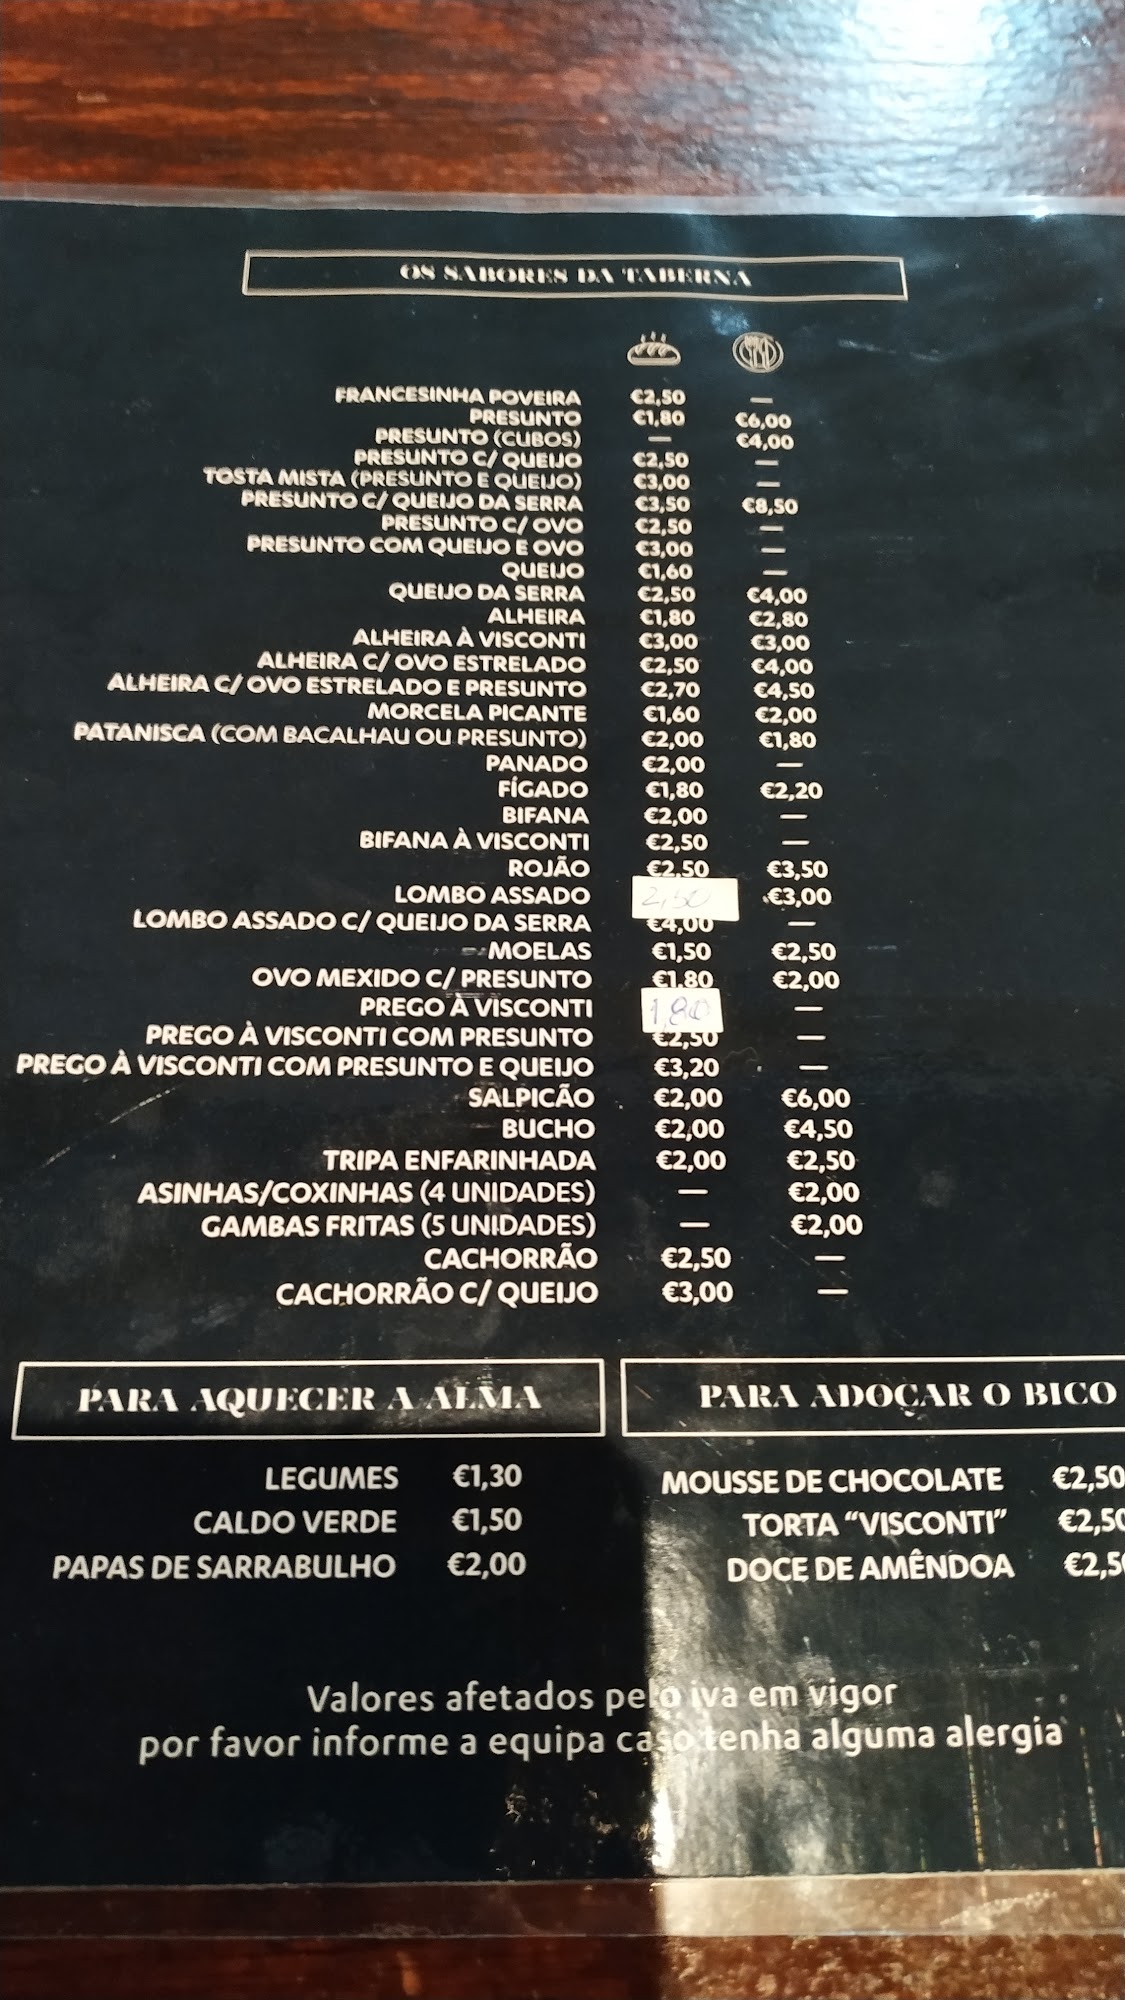 OS SABORES DA TABERNA
FRANCESINHA POVEIRA €2,50 —
PRESUNTO €1,80 €6,00
PRESUNTO (CUBOS) — €4,00
PRESUNTO C/ QUEIJO €2,50 —
TOSTA MISTA (PRESUNTO E QUEIJO) €3,00 —
PRESUNTO C/ QUEIJO DA SERRA €3,50 €8,50
PRESUNTO C/ OVO €2,50 —
PRESUNTO COM QUEIJO E OVO €3,00 —
QUEIJO €1,60 —
QUEIJO DA SERRA €2,50 €4,00
ALHEIRA €1,80 €2,80
ALHEIRA À VISCONTI €3,00 €3,00
ALHEIRA C/ OVO ESTRELADO €2,50 €4,00
ALHEIRA C/ OVO ESTRELADO E PRESUNTO €2,70 €4,50
MORCELA PICANTE €1,60 €2,00
PATANISCA (COM BACALHAU OU PRESUNTO) €2,00 €1,80
PANADO €2,00 —
FÍGADO €1,80 €2,20
BIFANA €2,00 —
BIFANA À VISCONTI €2,50 —
ROJÃO €2,50 €3,50
LOMBO ASSADO 2,50 €3,00
LOMBO ASSADO C/ QUEIJO DA SERRA €4,00 —
MOELAS €1,50 €2,50
OVO MEXIDO C/ PRESUNTO €1,80 €2,00
PREGO À VISCONTI 1,80 —
PREGO À VISCONTI COM PRESUNTO €2,50 —
PREGO À VISCONTI COM PRESUNTO E QUEIJO €3,20 —
SALPICÃO €2,00 €6,00
BUCHO €2,00 €4,50
TRIPA ENFARINHADA €2,00 €2,50
ASINHAS/COXINHAS (4 UNIDADES) — €2,00
GAMBAS FRITAS (5 UNIDADES) — €2,00
CACHORRÃO €2,50 —
CACHORRÃO C/ QUEIJO €3,00 —
PARA AQUECER A ALMA
LEGUMES €1,30
CALDO VERDE €1,50
PAPAS DE SARRABULHO €2,00
PARA ADOÇAR O BICO
MOUSSE DE CHOCOLATE €2,50
TORTA “VISCONTI” €2,50
DOCE DE AMÊNDOA €2,5
Valores afetados pelo iva em vigor
por favor informe a equipa caso tenha alguma alergia